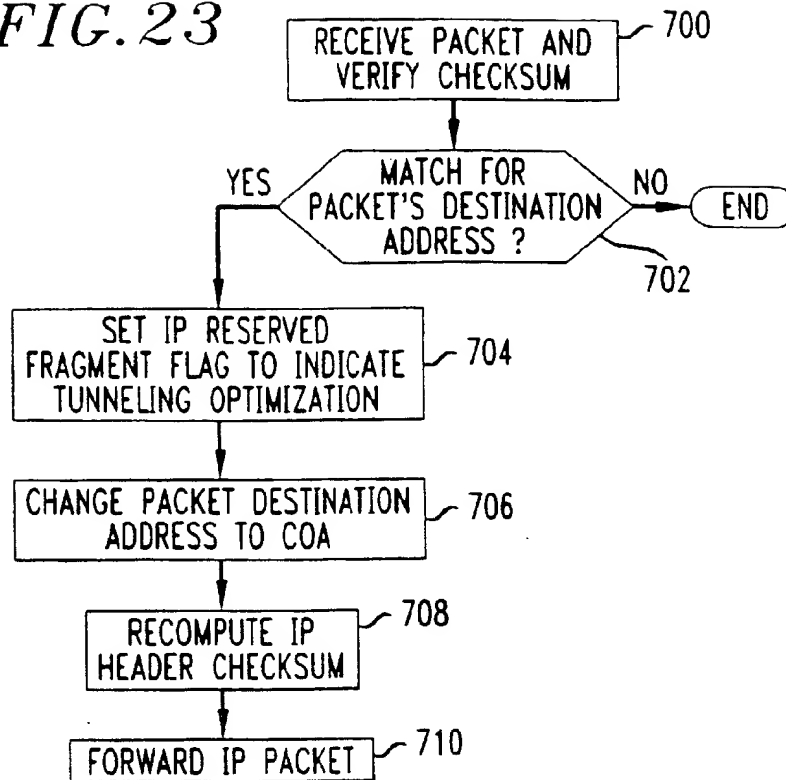 FIG. 23
RECEIVE PACKET AND
VERIFY CHECKSUM
700
YES
MATCH FOR
PACKET'S DESTINATION
ADDRESS ?
NO
END
702
SET IP RESERVED
FRAGMENT FLAG TO INDICATE
TUNNELING OPTIMIZATION
704
CHANGE PACKET DESTINATION
ADDRESS TO COA
706
RECOMPUTE IP
HEADER CHECKSUM
708
FORWARD IP PACKET
710